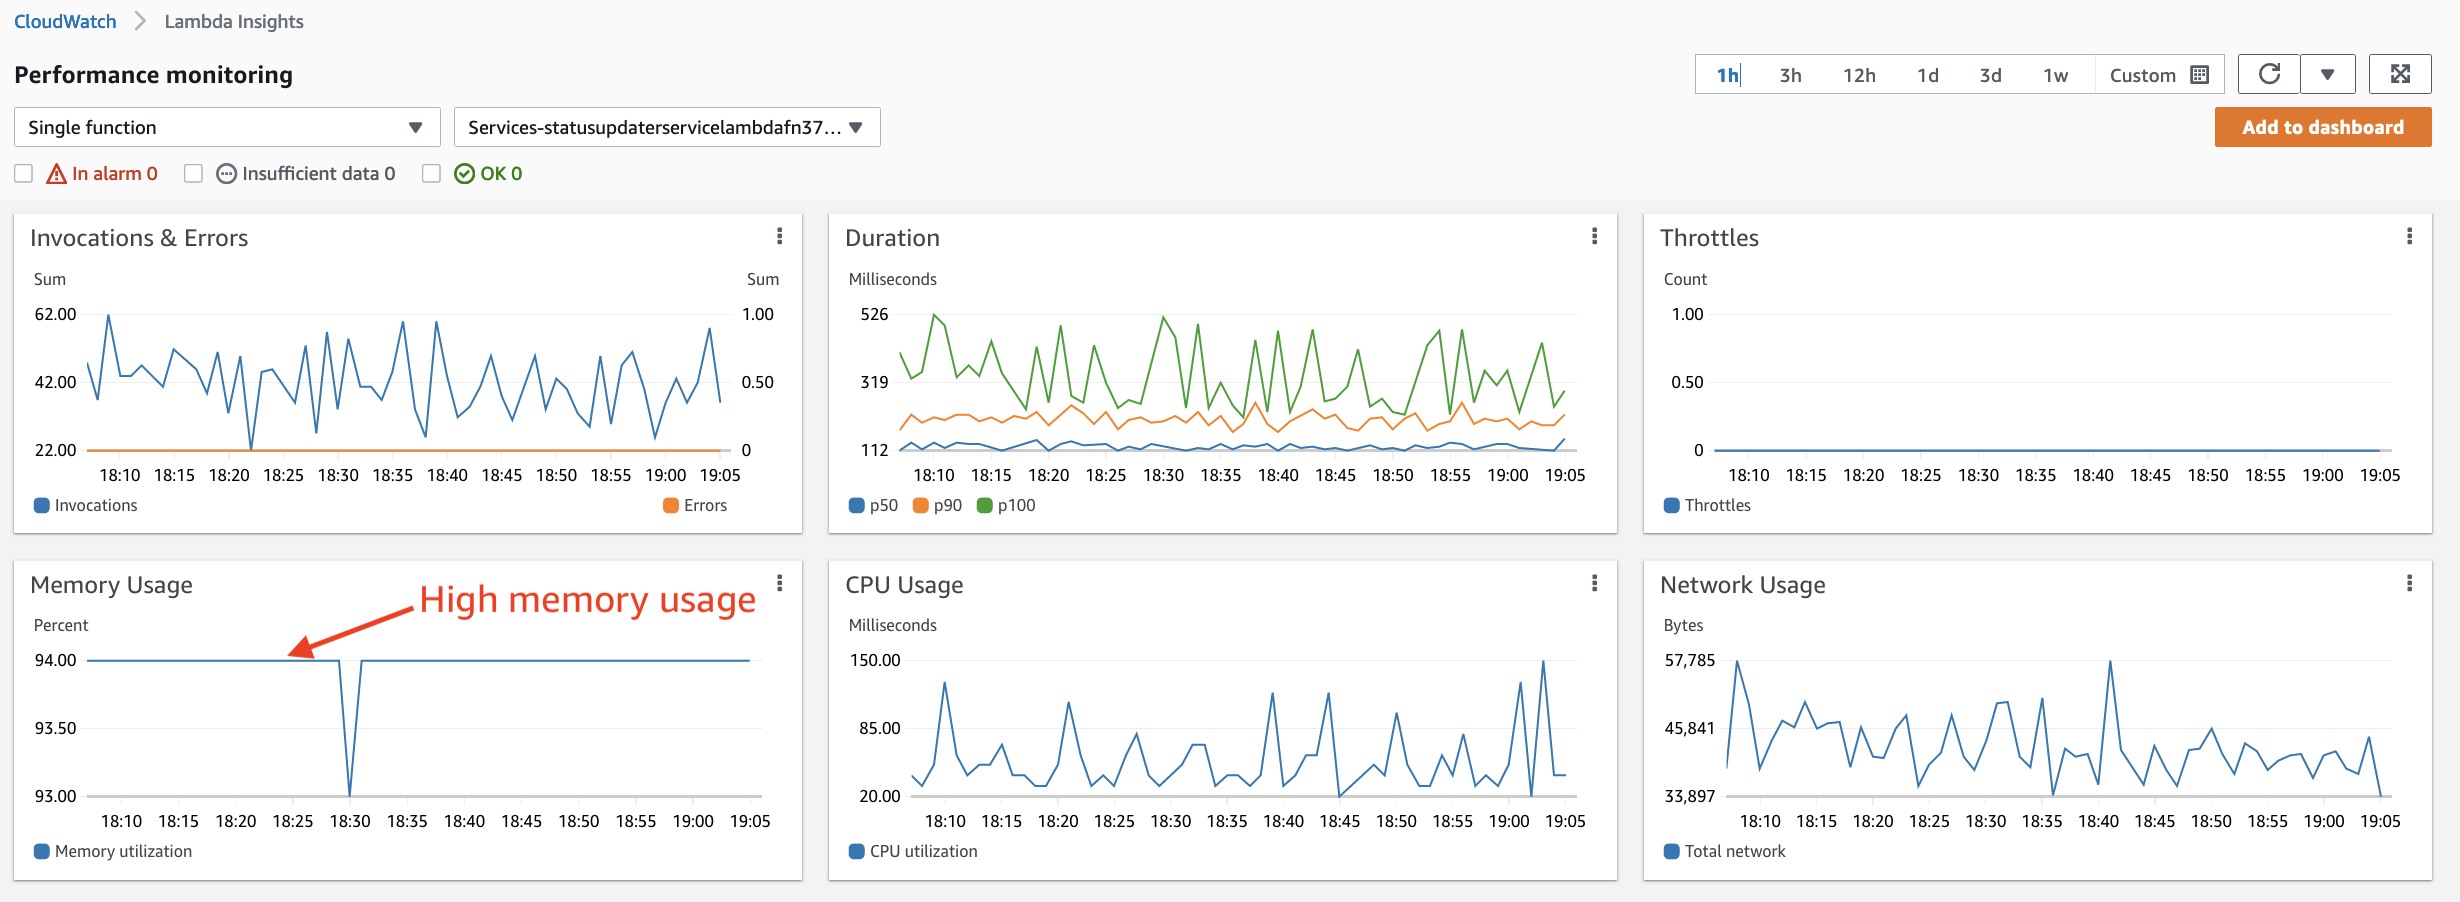 CloudWatch > Lambda Insights
Performance monitoring
1h 3h 12h 1d 3d 1w Custom
Single function Services-statusupdaterservicelambdafn37...
Add to dashboard
In alarm 0 Insufficient data 0 OK 0
Invocations & Errors
Sum Sum
62.00 1.00
42.00 0.50
22.00 0
18:10 18:15 18:20 18:25 18:30 18:35 18:40 18:45 18:50 18:55 19:00 19:05
Invocations Errors
Duration
Milliseconds
526
319
112
18:10 18:15 18:20 18:25 18:30 18:35 18:40 18:45 18:50 18:55 19:00 19:05
p50 p90 p100
Throttles
Count
1.00
0.50
0
18:10 18:15 18:20 18:25 18:30 18:35 18:40 18:45 18:50 18:55 19:00 19:05
Throttles
Memory Usage
High memory usage
Percent
94.00
93.50
93.00
18:10 18:15 18:20 18:25 18:30 18:35 18:40 18:45 18:50 18:55 19:00 19:05
Memory utilization
CPU Usage
Milliseconds
150.00
85.00
20.00
18:10 18:15 18:20 18:25 18:30 18:35 18:40 18:45 18:50 18:55 19:00 19:05
CPU utilization
Network Usage
Bytes
57,785
45,841
33,897
18:10 18:15 18:20 18:25 18:30 18:35 18:40 18:45 18:50 18:55 19:00 19:05
Total network